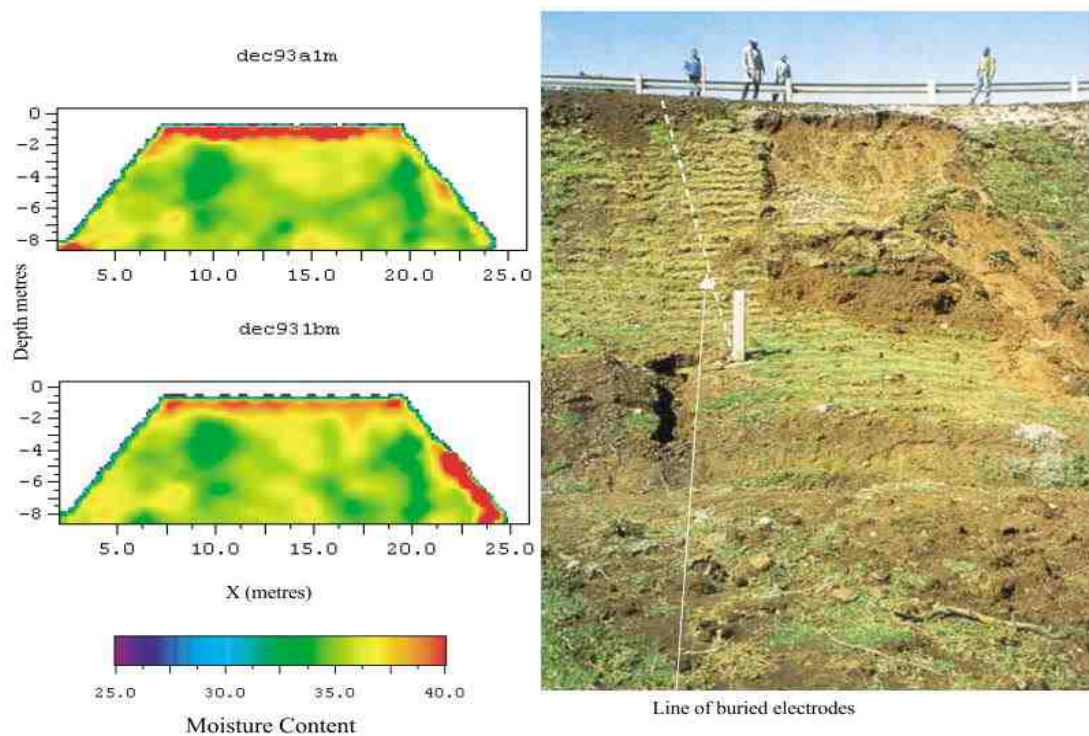 dec93a1m
0
-2
-4
-6
-8
5.0 10.0 15.0 20.0 25.0
Depth metres
dec931bm
0
-2
-4
-6
-8
5.0 10.0 15.0 20.0 25.0
X (metres)
25.0 30.0 35.0 40.0
Moisture Content
Line of buried electrodes